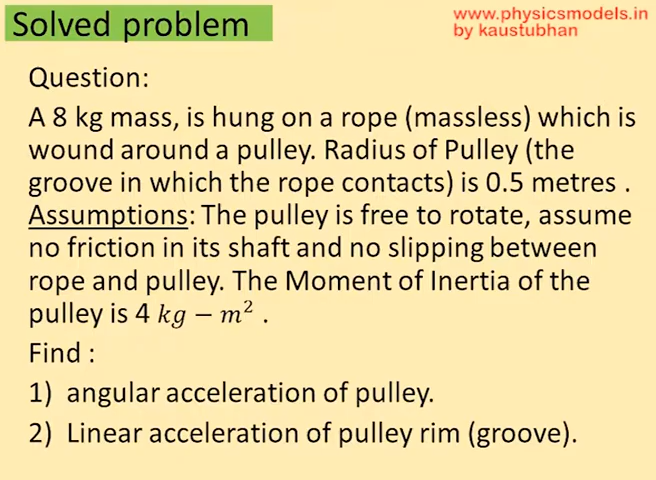 Solved problem
www.physicsmodels.in
by kaustubhan
Question:
A 8 kg mass, is hung on a rope (massless) which is
wound around a pulley. Radius of Pulley (the
groove in which the rope contacts) is 0.5 metres .
Assumptions: The pulley is free to rotate, assume
no friction in its shaft and no slipping between
rope and pulley. The Moment of Inertia of the
pulley is 4 kg − m² .
Find :
1) angular acceleration of pulley.
2) Linear acceleration of pulley rim (groove).